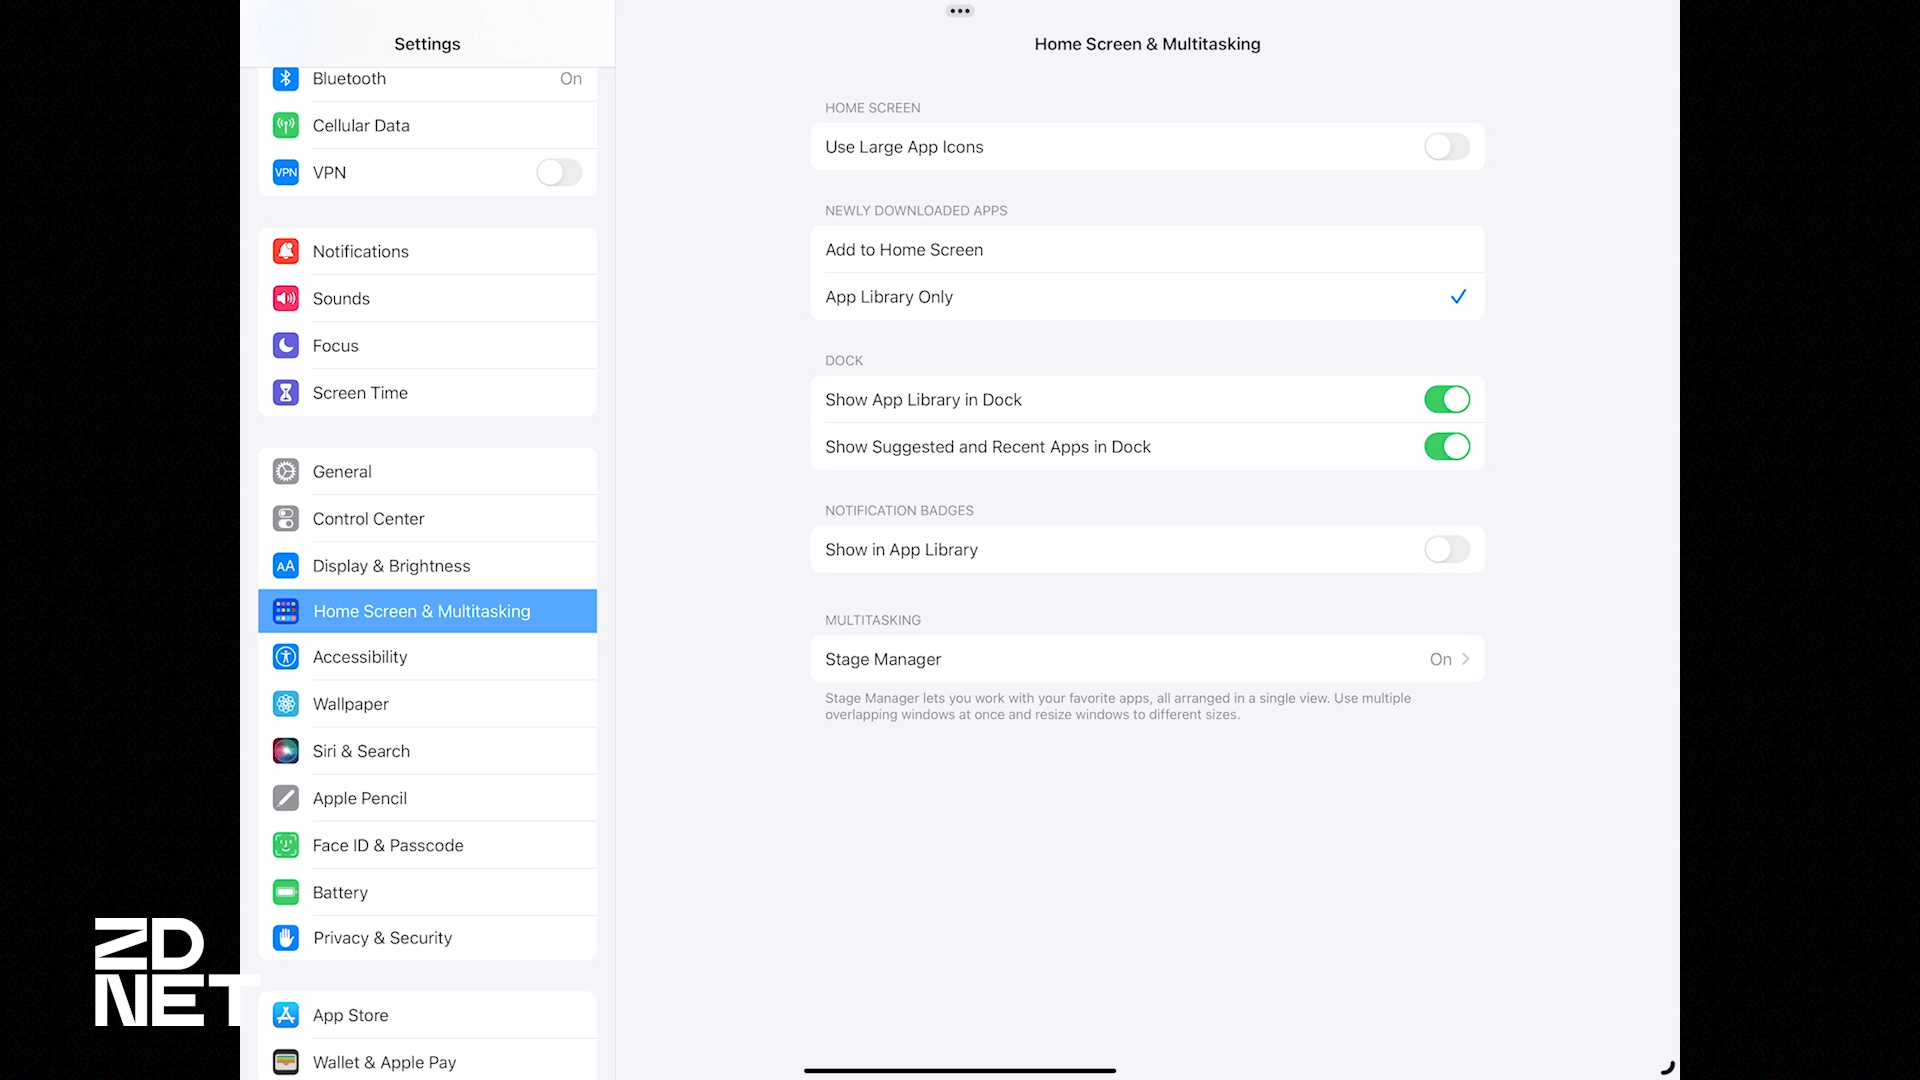 Settings
Bluetooth On
Cellular Data
VPN VPN
Notifications
Sounds
Focus
Screen Time
General
Control Center
AA Display & Brightness
Home Screen & Multitasking
Accessibility
Wallpaper
Siri & Search
Apple Pencil
Face ID & Passcode
Battery
Privacy & Security
App Store
Wallet & Apple Pay
Home Screen & Multitasking
HOME SCREEN
Use Large App Icons
NEWLY DOWNLOADED APPS
Add to Home Screen
App Library Only
DOCK
Show App Library in Dock
Show Suggested and Recent Apps in Dock
NOTIFICATION BADGES
Show in App Library
MULTITASKING
Stage Manager On
Stage Manager lets you work with your favorite apps, all arranged in a single view. Use multiple
overlapping windows at once and resize windows to different sizes.
ZD
NET